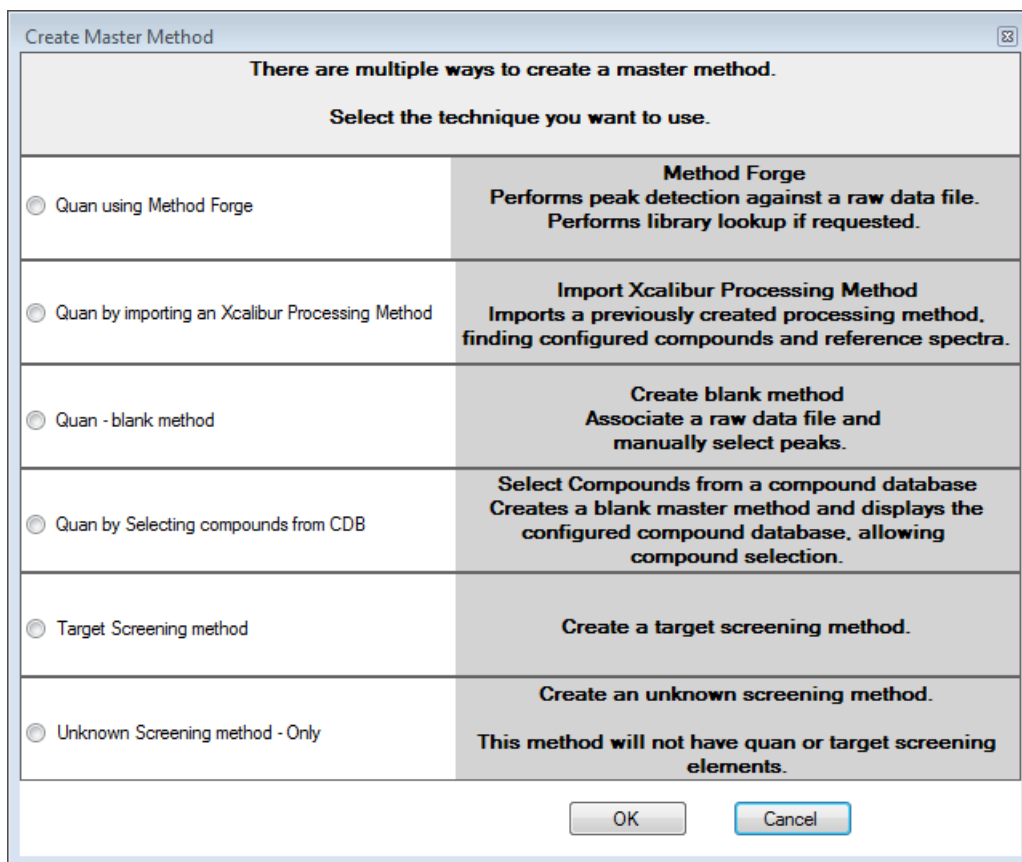 Create Master Method
There are multiple ways to create a master method.
Select the technique you want to use.
Quan using Method Forge
Method Forge
Performs peak detection against a raw data file.
Performs library lookup if requested.
Quan by importing an Xcalibur Processing Method
Import Xcalibur Processing Method
Imports a previously created processing method,
finding configured compounds and reference spectra.
Quan - blank method
Create blank method
Associate a raw data file and
manually select peaks.
Quan by Selecting compounds from CDB
Select Compounds from a compound database
Creates a blank master method and displays the
configured compound database, allowing
compound selection.
Target Screening method
Create a target screening method.
Unknown Screening method - Only
Create an unknown screening method.
This method will not have quan or target screening
elements.
OK
Cancel